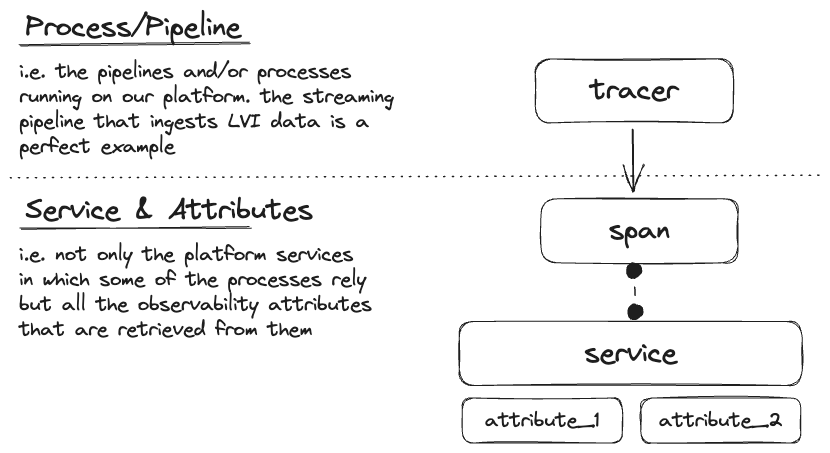 Process/Pipeline
i.e. the pipelines and/or processes
running on our platform. the streaming
pipeline that ingests LVI data is a
perfect example
tracer
Service & Attributes
i.e. not only the platform services
in which some of the processes rely
but all the observability attributes
that are retrieved from them
span
service
attribute_1
attribute_2